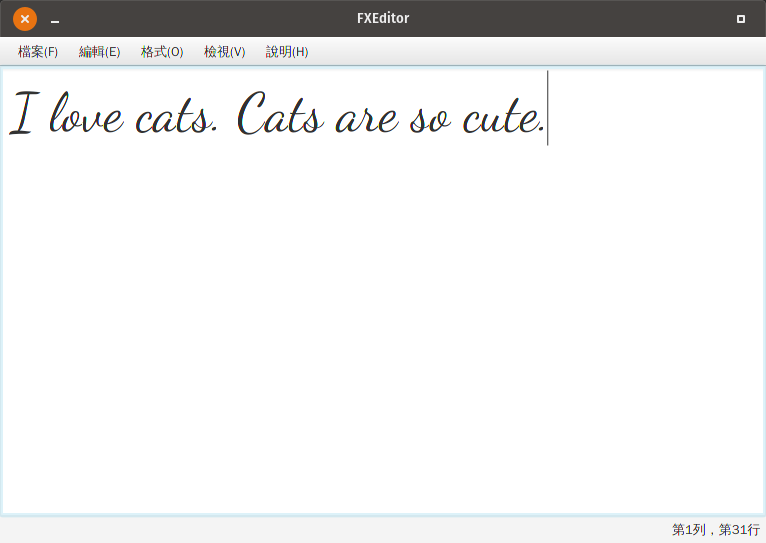 FXEditor
檔案(F) 編輯(E) 格式(O) 檢視(V) 說明(H)
I love cats. Cats are so cute.
第1列，第31行